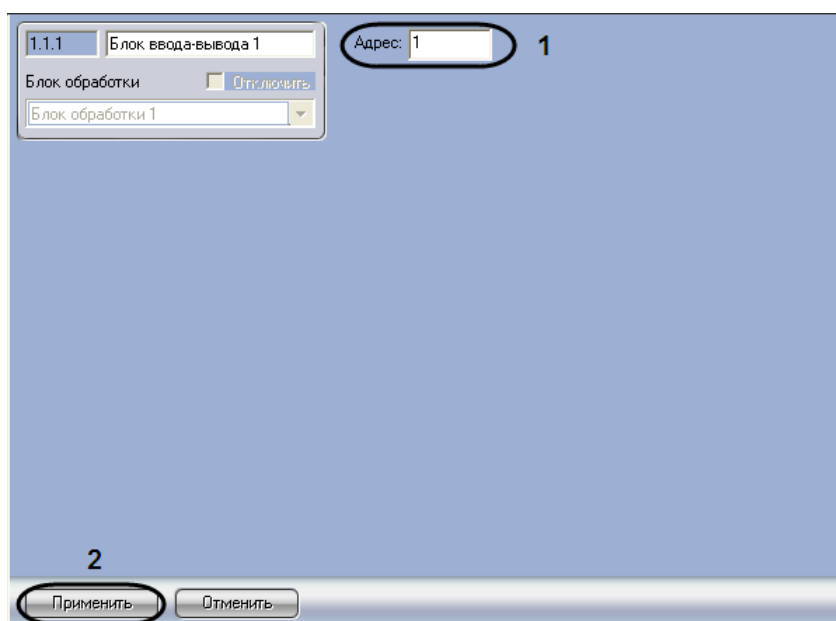 1.1.1 Блок ввода-вывода 1 Адрес: 1 1
Блок обработки Отключить
Блок обработки 1
2
Применить Отменить